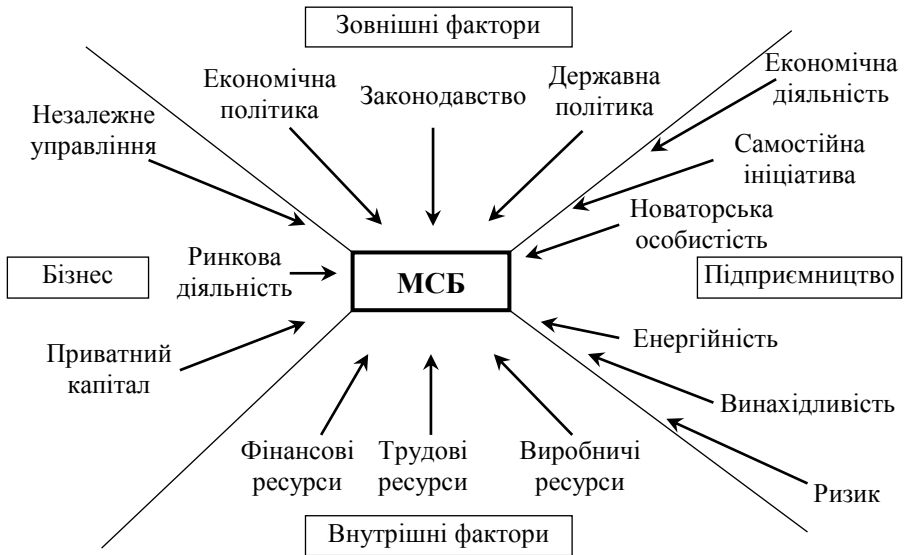 Зовнішні фактори
Економічна
політика
Законодавство
Державна
політика
Економічна
діяльність
Незалежне
управління
Самостійна
ініціатива
Новаторська
особистість
Бізнес
Ринкова
діяльність
МСБ
Підприємництво
Приватний
капітал
Енергійність
Винахідливість
Фінансові
ресурси
Трудові
ресурси
Виробничі
ресурси
Ризик
Внутрішні фактори